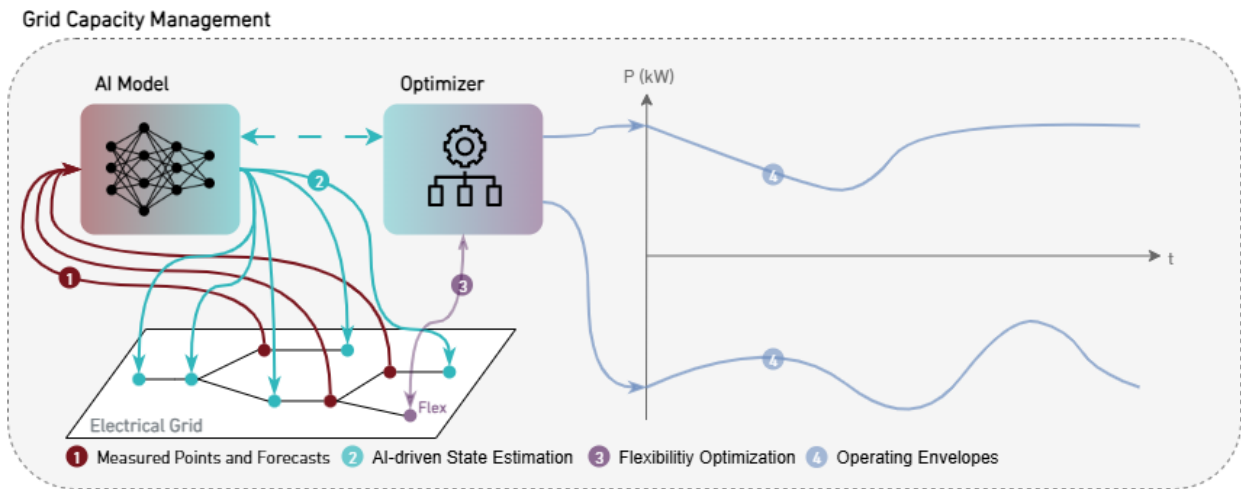 Grid Capacity Management
AI Model
Optimizer
P (kW)
2
4
t
3
1
4
Flex
Electrical Grid
1 Measured Points and Forecasts
2 AI-driven State Estimation
3 Flexibilitiy Optimization
4 Operating Envelopes